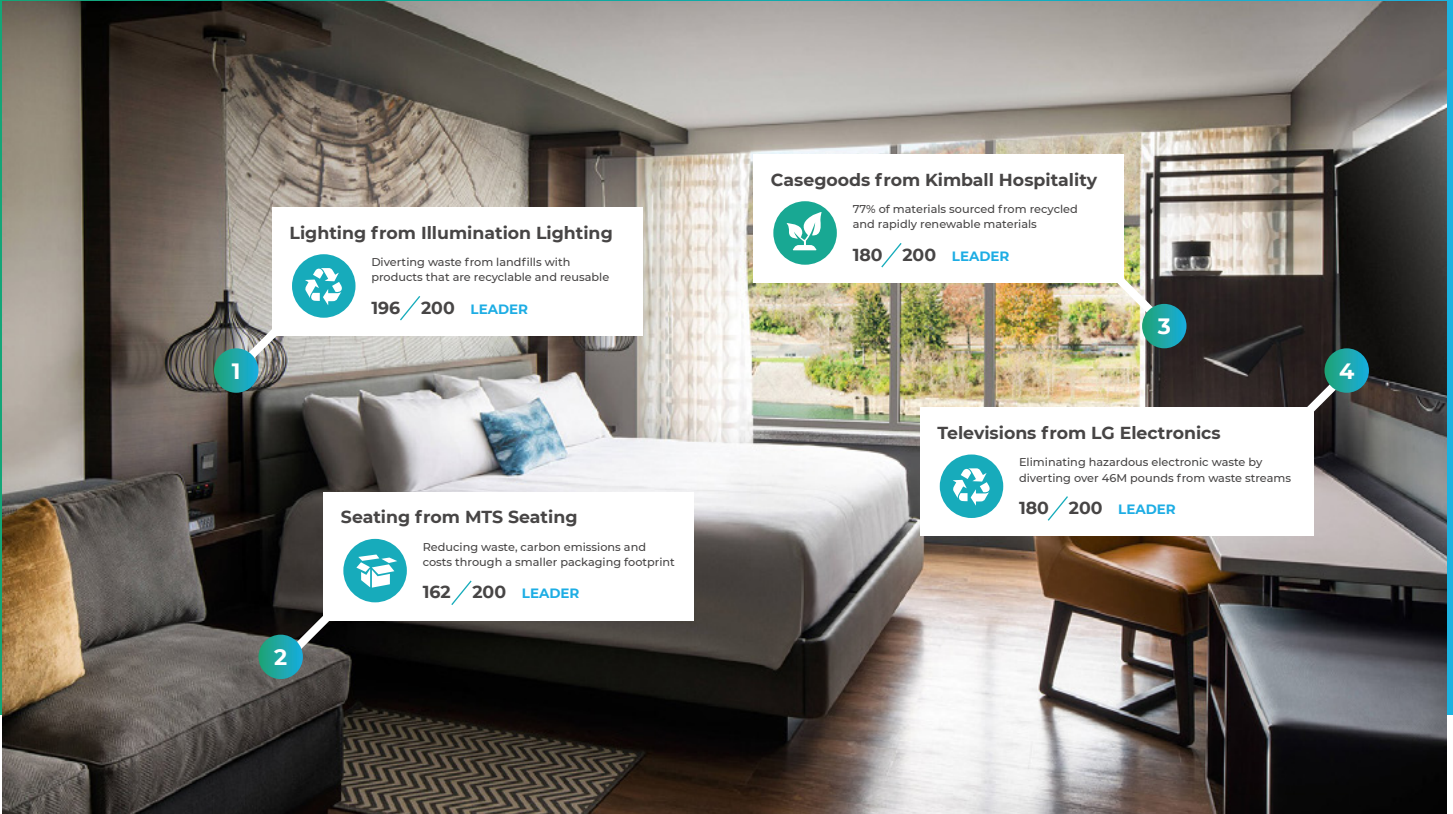 Lighting from Illumination Lighting
Diverting waste from landfills with
products that are recyclable and reusable
196/200 LEADER
1
Seating from MTS Seating
Reducing waste, carbon emissions and
costs through a smaller packaging footprint
162/200 LEADER
2
Casegoods from Kimball Hospitality
77% of materials sourced from recycled
and rapidly renewable materials
180/200 LEADER
3
Televisions from LG Electronics
Eliminating hazardous electronic waste by
diverting over 46M pounds from waste streams
180/200 LEADER
4